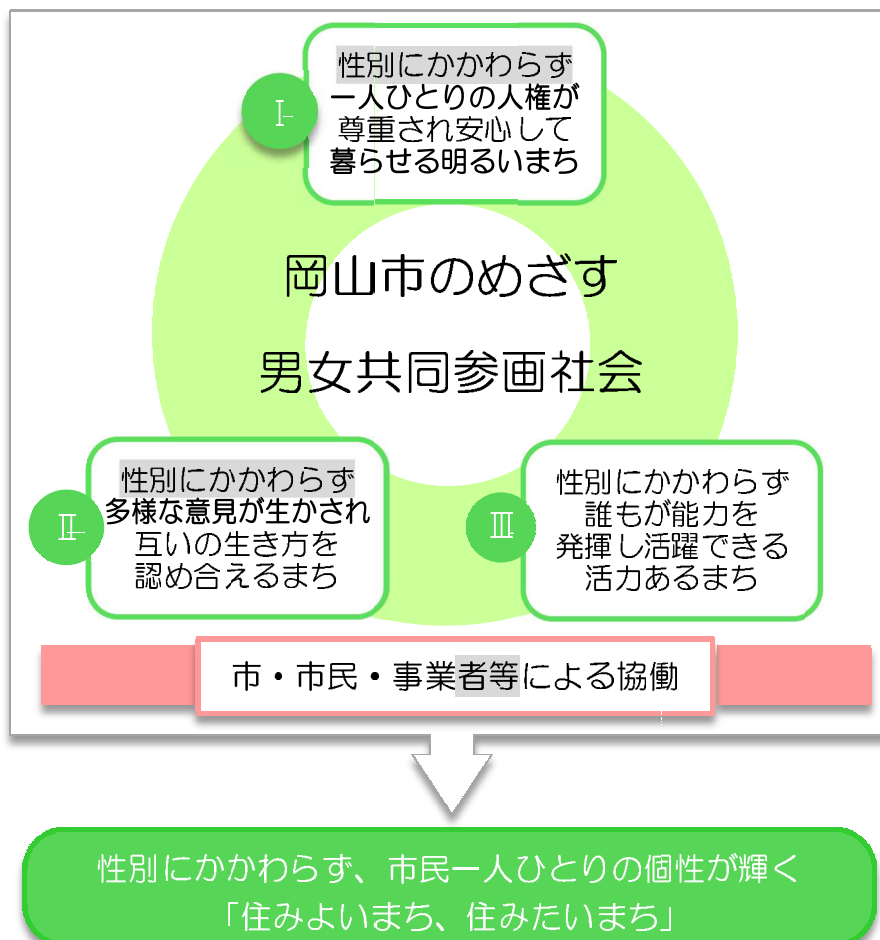 Ⅰ
性別にかかわらず
一人ひとりの人権が
尊重され安心して
暮らせる明るいまち
岡山市のめざす
男女共同参画社会
Ⅱ
性別にかかわらず
多様な意見が生かされ
互いの生き方を
認め合えるまち
Ⅲ
性別にかかわらず
誰もが能力を
発揮し活躍できる
活力あるまち
市・市民・事業者等による協働
性別にかかわらず、市民一人ひとりの個性が輝く
「住みよいまち、住みたいまち」